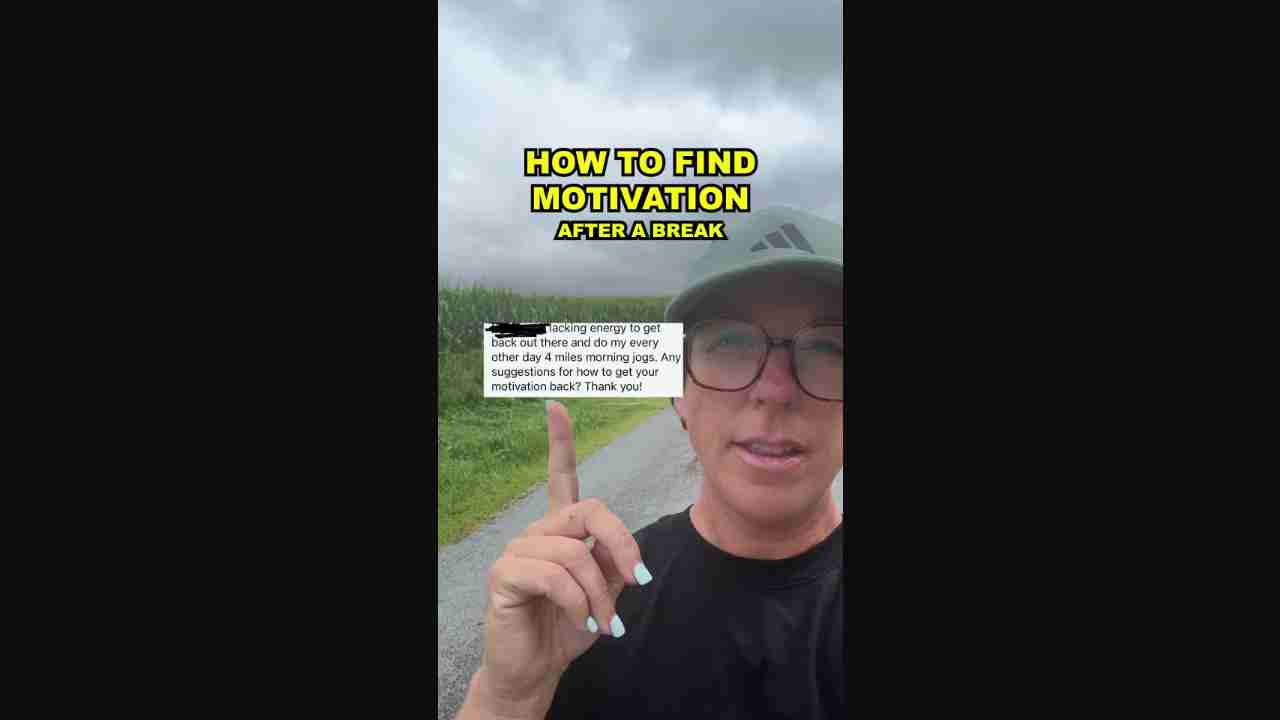 HOW TO FIND
MOTIVATION
AFTER A BREAK
lacking energy to get
back out there and do my every
other day 4 miles morning jogs. Any
suggestions for how to get your
motivation back? Thank you!